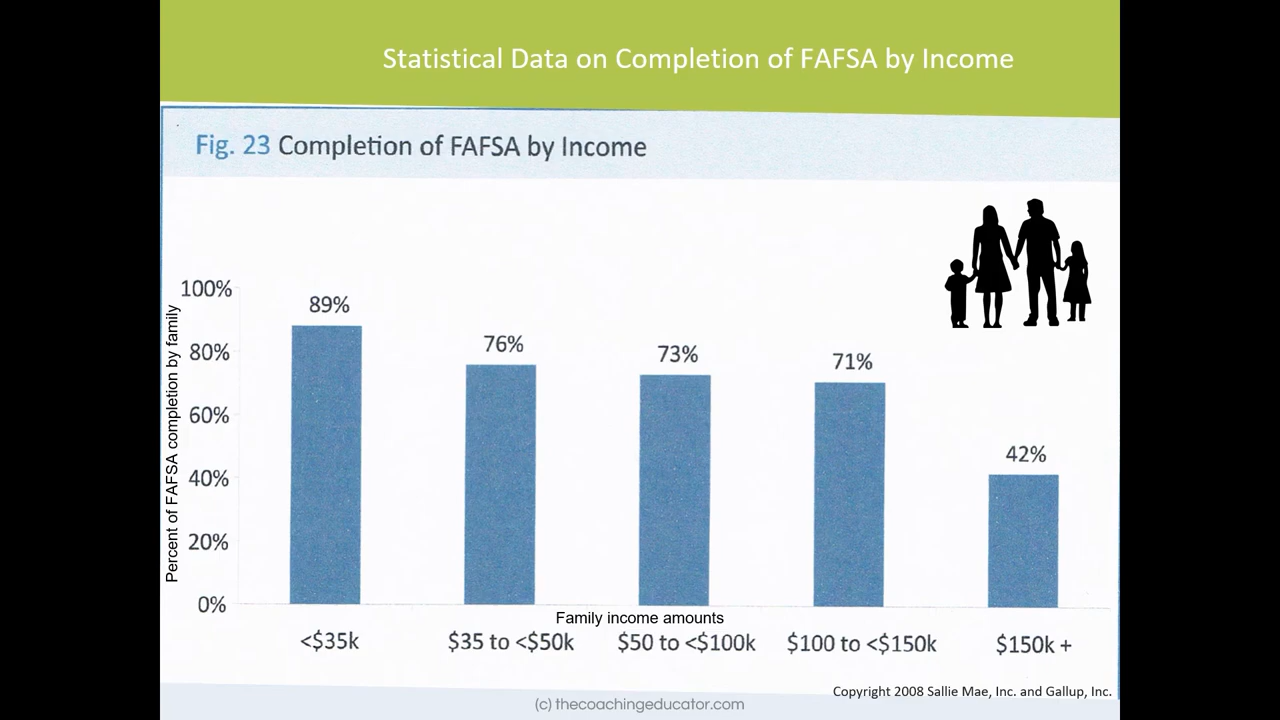 Statistical Data on Completion of FAFSA by Income
Fig. 23 Completion of FAFSA by Income
Percent of FAFSA completion by family
100%
80%
60%
40%
20%
0%
89%
76%
73%
71%
42%
Family income amounts
<$35k
$35 to <$50k
$50 to <$100k
$100 to <$150k
$150k +
Copyright 2008 Sallie Mae, Inc. and Gallup, Inc.
(c) thecoachingeducator.com